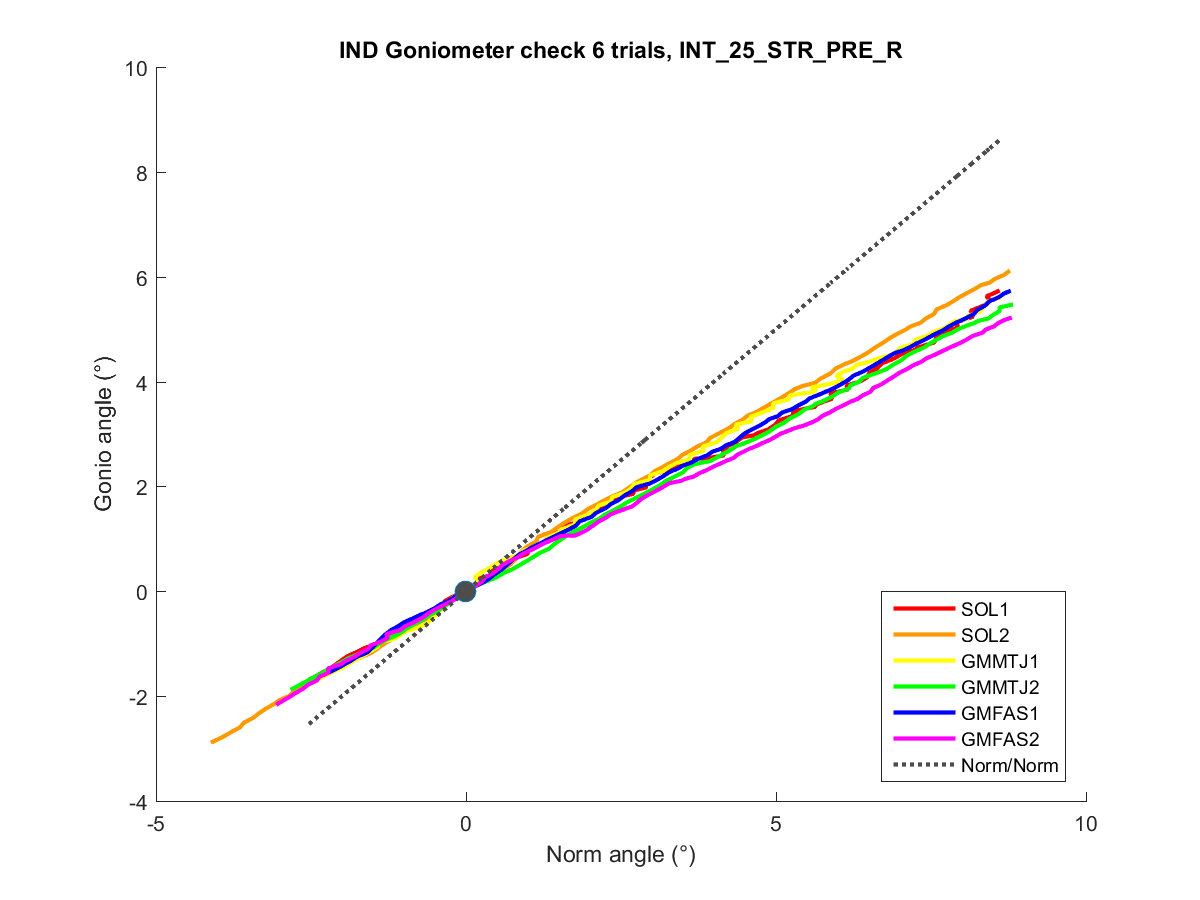 IND Goniometer check 6 trials, INT_25_STR_PRE_R
10
8
6
4
2
0
-2
-4
Gonio angle (°)
-5
0
5
10
Norm angle (°)
SOL1
SOL2
GMMTJ1
GMMTJ2
GMFAS1
GMFAS2
Norm/Norm